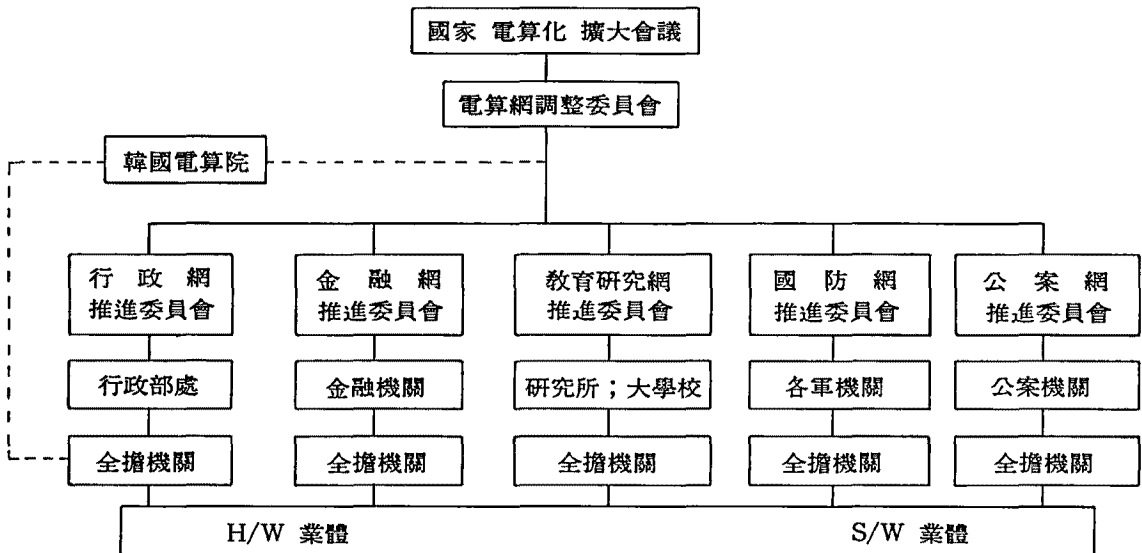 國家 電算化 擴大會議
電算網調整委員會
韓國電算院
行 政 網
推進委員會
金 融 網
推進委員會
敎育硏究網
推進委員會
國 防 網
推進委員會
公 案 網
推進委員會
行政部處
金融機關
硏究所 ; 大學校
各軍機關
公案機關
全擔機關
全擔機關
全擔機關
全擔機關
全擔機關
H/W 業體
S/W 業體